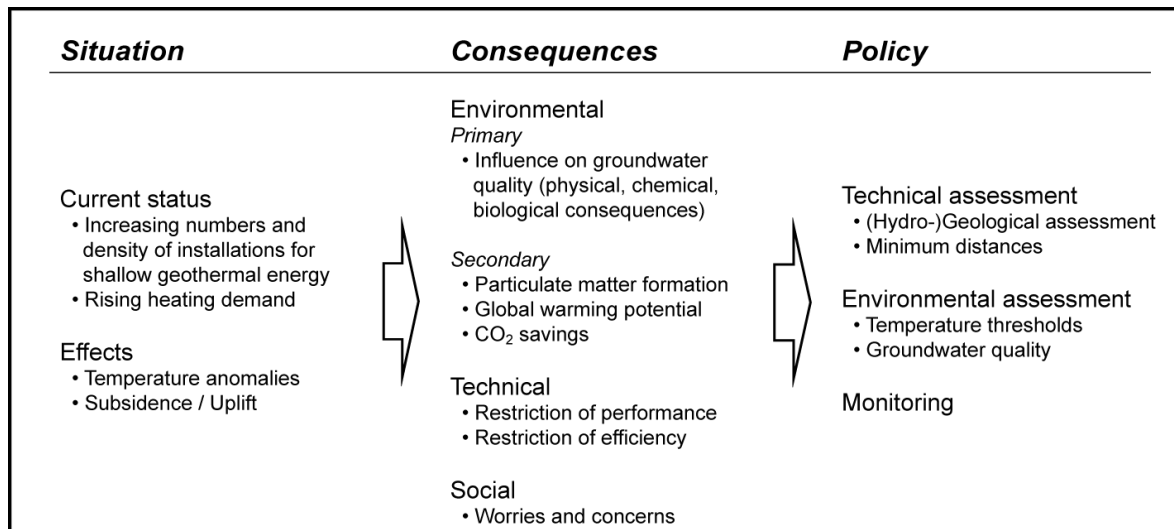 Situation
Consequences
Policy
Current status
• Increasing numbers and
density of installations for
shallow geothermal energy
• Rising heating demand
Effects
• Temperature anomalies
• Subsidence / Uplift
Environmental
Primary
• Influence on groundwater
quality (physical, chemical,
biological consequences)
Secondary
• Particulate matter formation
• Global warming potential
• CO₂ savings
Technical
• Restriction of performance
• Restriction of efficiency
Social
• Worries and concerns
Technical assessment
• (Hydro-)Geological assessment
• Minimum distances
Environmental assessment
• Temperature thresholds
• Groundwater quality
Monitoring